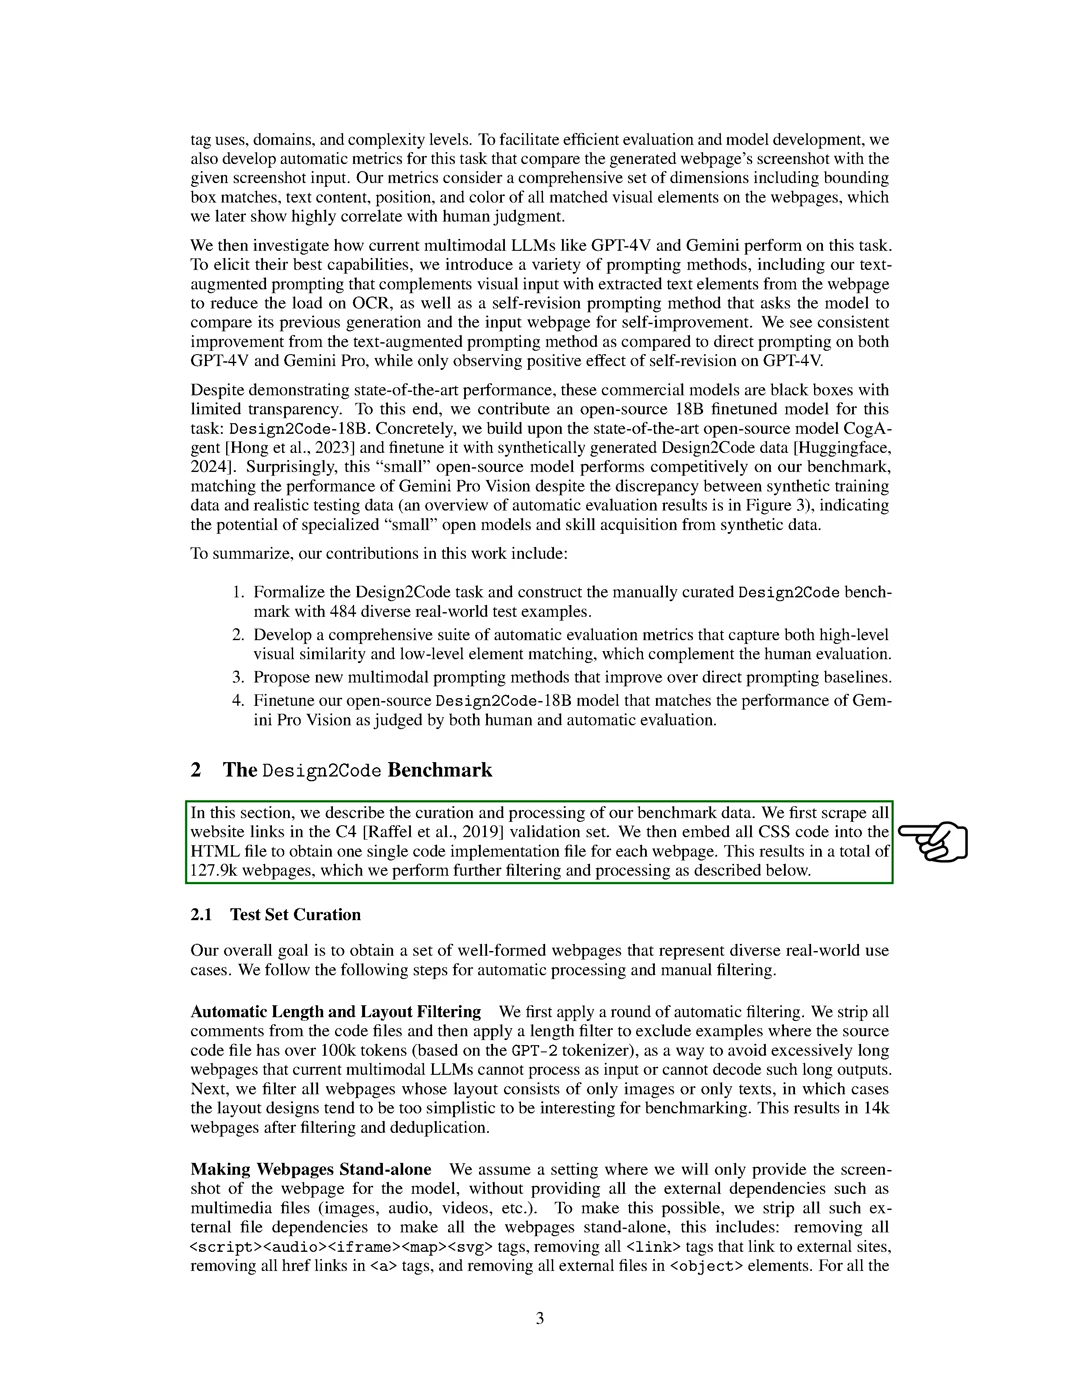 tag uses, domains, and complexity levels. To facilitate efficient evaluation and model development, we
also develop automatic metrics for this task that compare the generated webpage's screenshot with the
given screenshot input. Our metrics consider a comprehensive set of dimensions including bounding
box matches, text content, position, and color of all matched visual elements on the webpages, which
we later show highly correlate with human judgment.
We then investigate how current multimodal LLMs like GPT-4V and Gemini perform on this task.
To elicit their best capabilities, we introduce a variety of prompting methods, including our text-
augmented prompting that complements visual input with extracted text elements from the webpage
to reduce the load on OCR, as well as a self-revision prompting method that asks the model to
compare its previous generation and the input webpage for self-improvement. We see consistent
improvement from the text-augmented prompting method as compared to direct prompting on both
GPT-4V and Gemini Pro, while only observing positive effect of self-revision on GPT-4V.
Despite demonstrating state-of-the-art performance, these commercial models are black boxes with
limited transparency. To this end, we contribute an open-source 18B finetuned model for this
task: Design2Code-18B. Concretely, we build upon the state-of-the-art open-source model CogA-
gent [Hong et al., 2023] and finetune it with synthetically generated Design2Code data [Huggingface,
2024]. Surprisingly, this “small” open-source model performs competitively on our benchmark,
matching the performance of Gemini Pro Vision despite the discrepancy between synthetic training
data and realistic testing data (an overview of automatic evaluation results is in Figure 3), indicating
the potential of specialized “small” open models and skill acquisition from synthetic data.
To summarize, our contributions in this work include:
1. Formalize the Design2Code task and construct the manually curated Design2Code bench-
mark with 484 diverse real-world test examples.
2. Develop a comprehensive suite of automatic evaluation metrics that capture both high-level
visual similarity and low-level element matching, which complement the human evaluation.
3. Propose new multimodal prompting methods that improve over direct prompting baselines.
4. Finetune our open-source Design2Code-18B model that matches the performance of Gem-
ini Pro Vision as judged by both human and automatic evaluation.
2 The Design2Code Benchmark
In this section, we describe the curation and processing of our benchmark data. We first scrape all
website links in the C4 [Raffel et al., 2019] validation set. We then embed all CSS code into the
HTML file to obtain one single code implementation file for each webpage. This results in a total of
127.9k webpages, which we perform further filtering and processing as described below.
2.1 Test Set Curation
Our overall goal is to obtain a set of well-formed webpages that represent diverse real-world use
cases. We follow the following steps for automatic processing and manual filtering.
Automatic Length and Layout Filtering We first apply a round of automatic filtering. We strip all
comments from the code files and then apply a length filter to exclude examples where the source
code file has over 100k tokens (based on the GPT-2 tokenizer), as a way to avoid excessively long
webpages that current multimodal LLMs cannot process as input or cannot decode such long outputs.
Next, we filter all webpages whose layout consists of only images or only texts, in which cases
the layout designs tend to be too simplistic to be interesting for benchmarking. This results in 14k
webpages after filtering and deduplication.
Making Webpages Stand-alone We assume a setting where we will only provide the screen-
shot of the webpage for the model, without providing all the external dependencies such as
multimedia files (images, audio, videos, etc.). To make this possible, we strip all such ex-
ternal file dependencies to make all the webpages stand-alone, this includes: removing all
<script><audio><iframe><map><svg> tags, removing all <link> tags that link to external sites,
removing all href links in <a> tags, and removing all external files in <object> elements. For all the
3